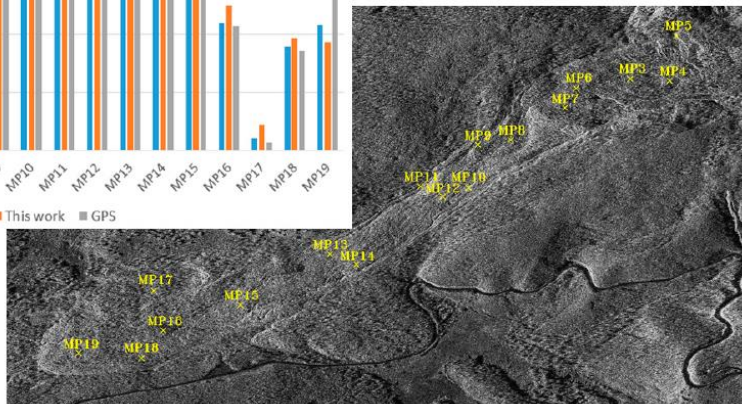 MP10 MP11 MP12 MP13 MP14 MP15 MP16 MP17 MP18 MP19
This work GPS
MP5
MP3 MP4
MP6
MP7
MP9 MP8
MP11 MP10
MP12
MP13
MP14
MP17
MP15
MP16
MP19 MP18